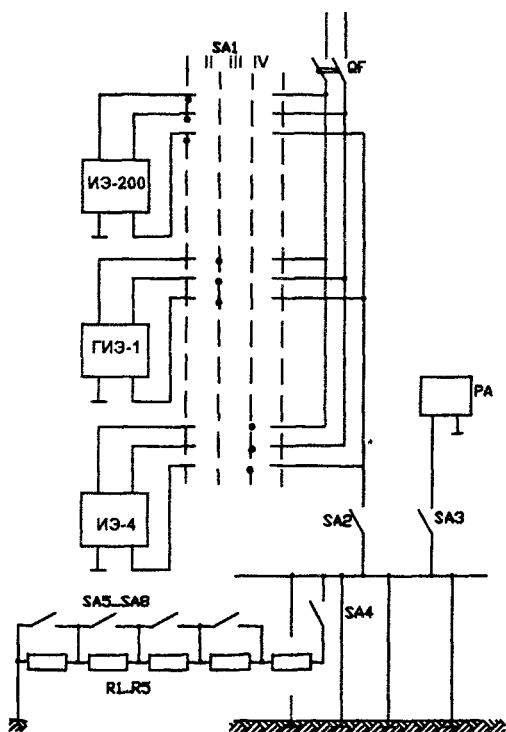 SA1
II III IV
QF
ИЭ-200
ГИЭ-1
PA
ИЭ-4
SA2
SA3
SA5...SA8
SA4
R1...R5